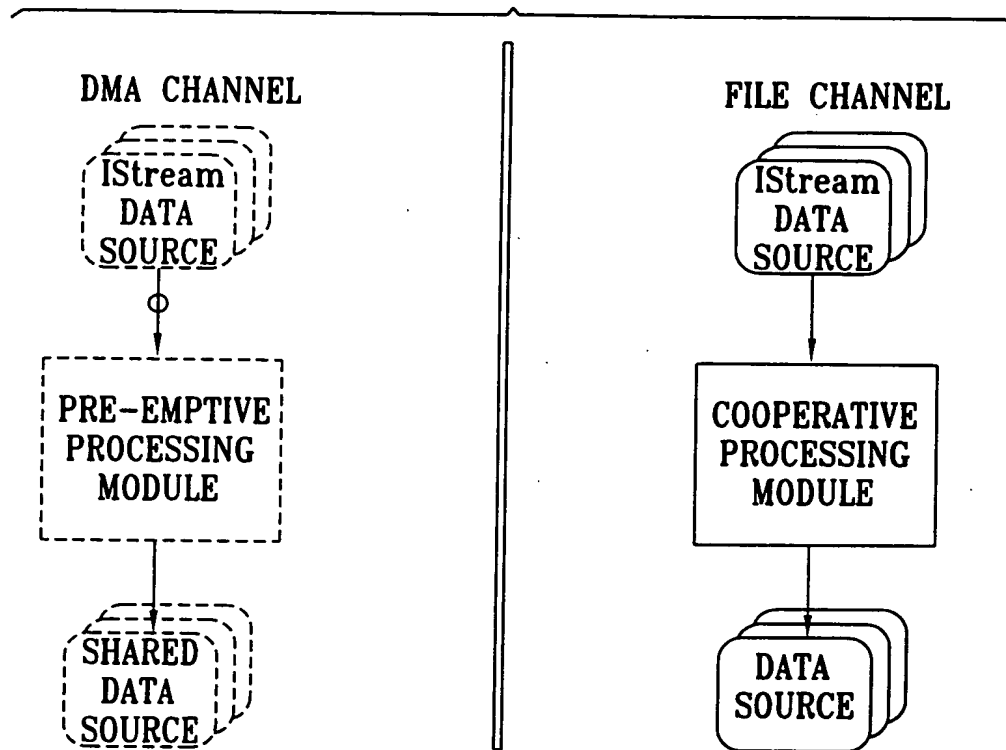 DMA CHANNEL
IStream
DATA
SOURCE
PRE-EMPTIVE
PROCESSING
MODULE
SHARED
DATA
SOURCE
FILE CHANNEL
IStream
DATA
SOURCE
COOPERATIVE
PROCESSING
MODULE
DATA
SOURCE